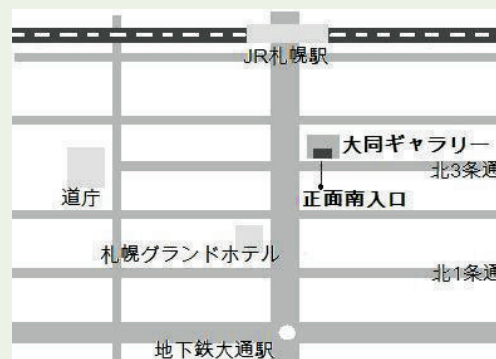 JR札幌駅
大同ギャラリー
北3条通
道庁
正面南入口
札幌グランドホテル
北1条通
地下鉄大通駅